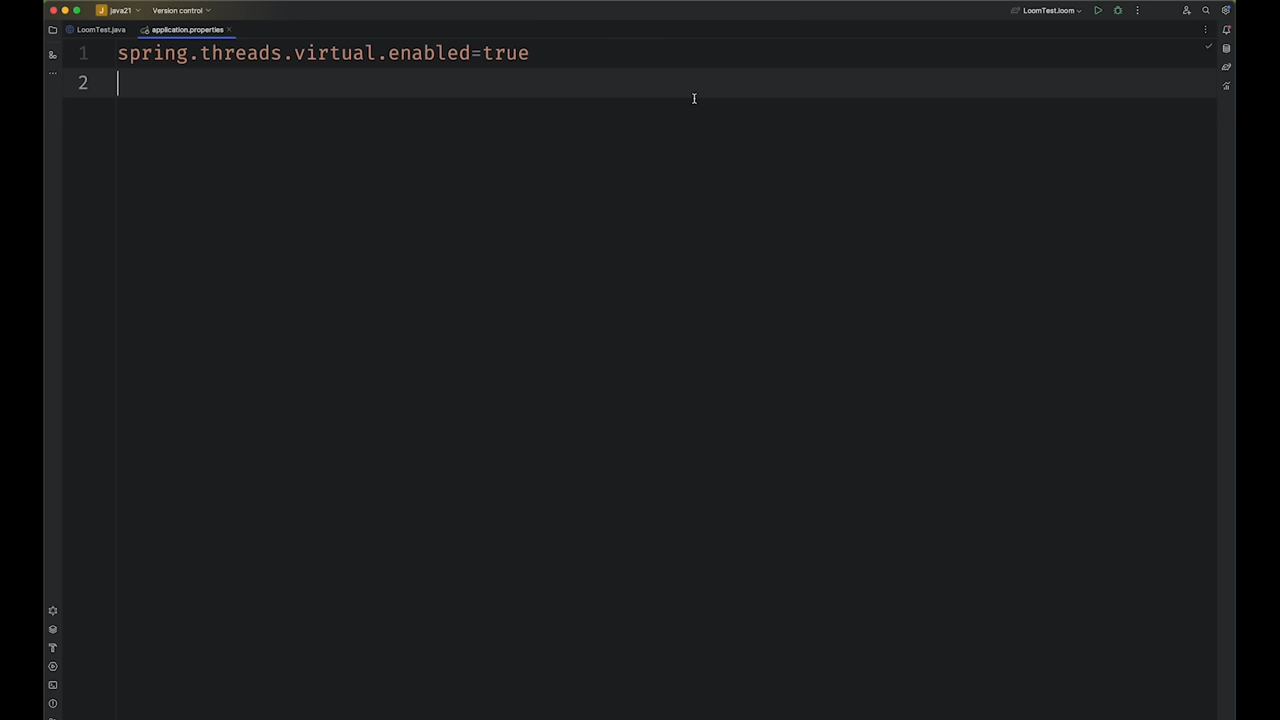 J java21 Version control LoomTest.loom
LoomTest.java application.properties
1 spring.threads.virtual.enabled=true
2